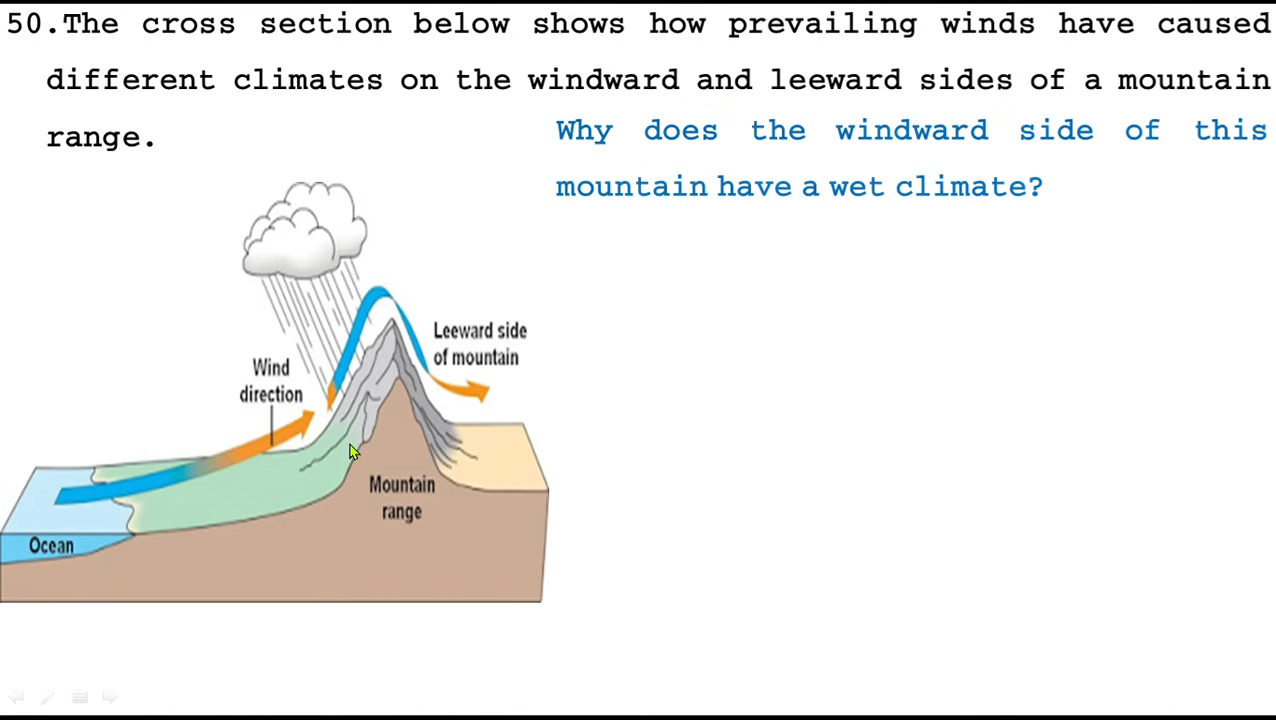 50.The cross section below shows how prevailing winds have caused
different climates on the windward and leeward sides of a mountain
range.
Why does the windward side of this
mountain have a wet climate?
Leeward side
of mountain
Wind
direction
Mountain
range
Ocean